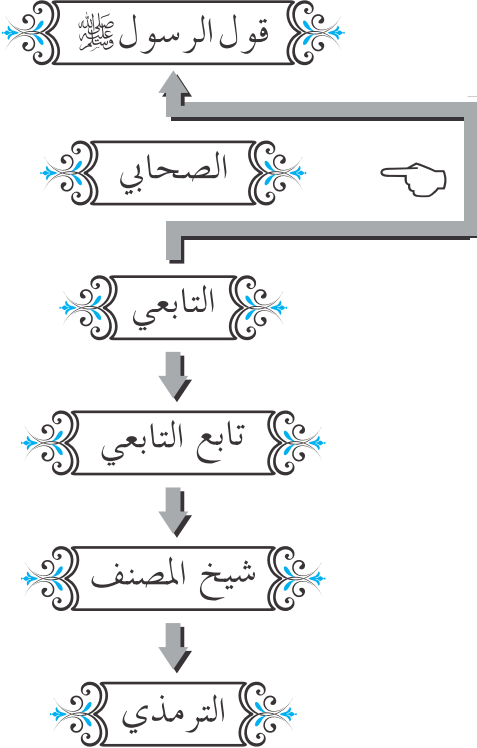 قول الرسول ﷺ
الصحابي
التابعي
تابع التابعي
شيخ المصنف
الترمذي